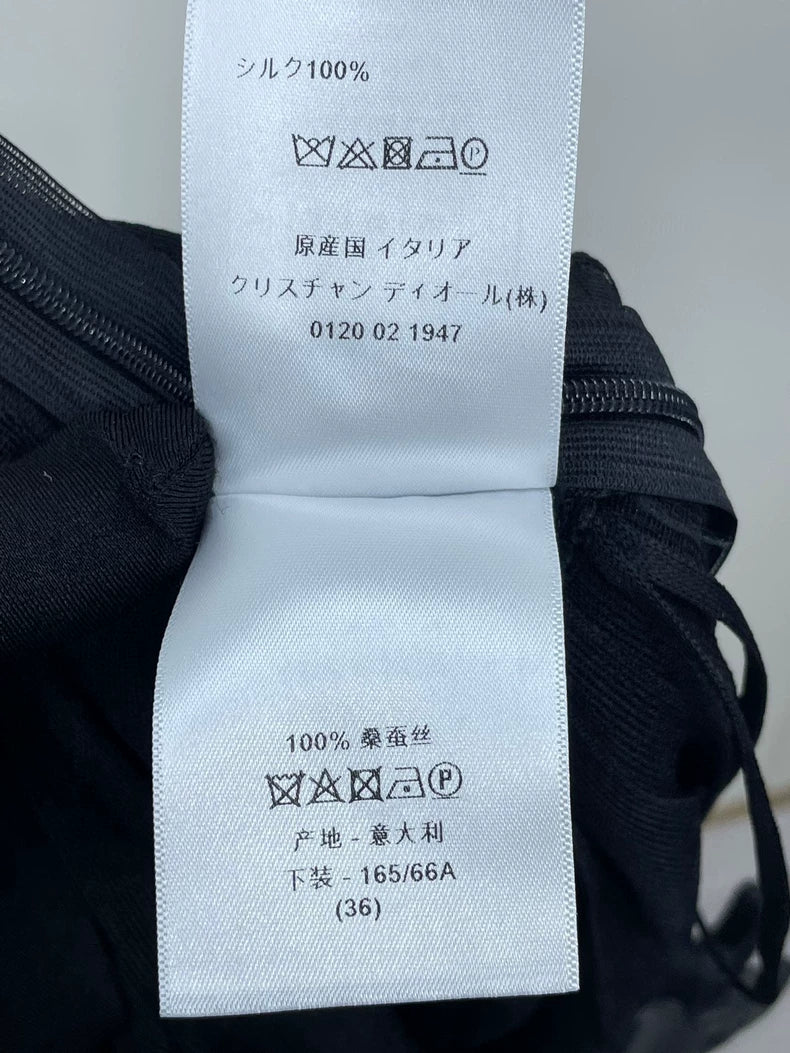 シルク100%
P
原産国 イタリア
クリスチャン ディオール(株)
0120 02 1947
100% 桑蚕丝
P
产地 - 意大利
下装 - 165/66A
(36)